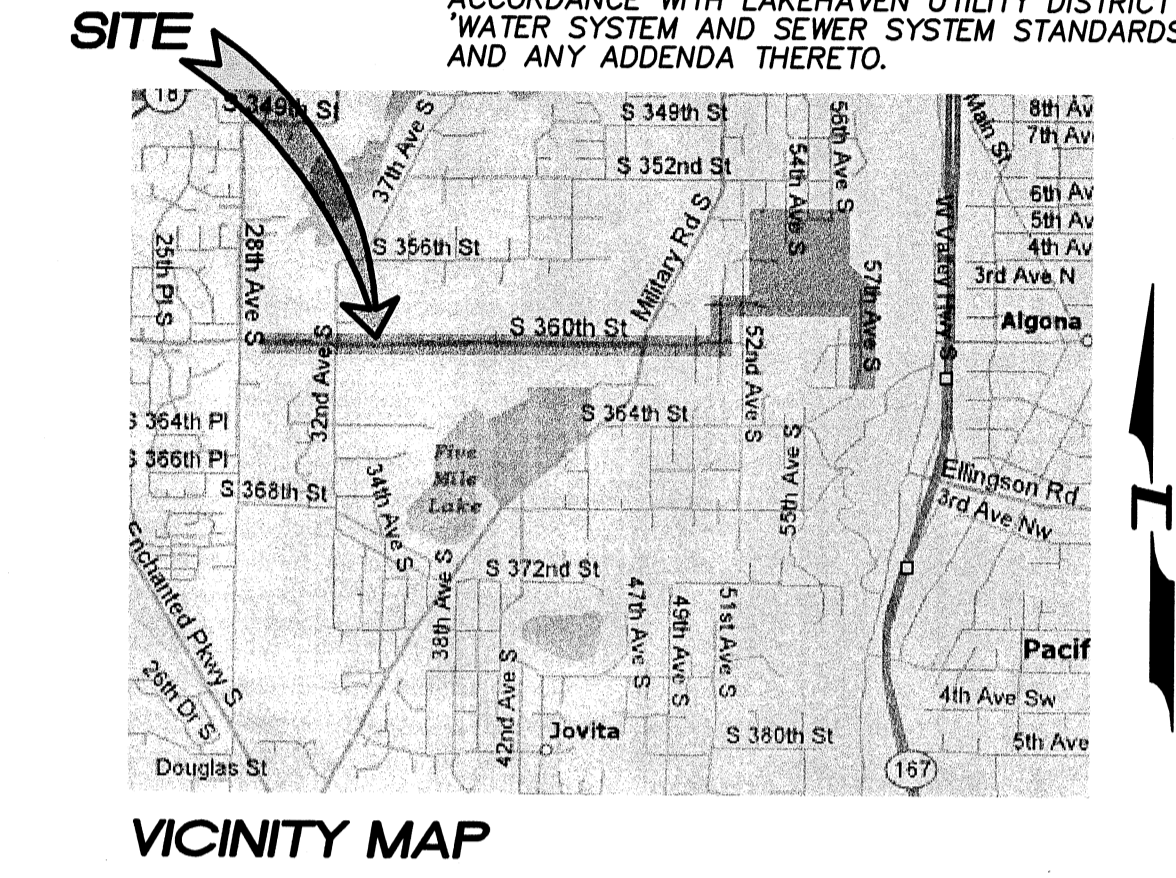 ACCORDANCE WITH LAKEHAVEN UTILITY DISTRICT
'WATER SYSTEM AND SEWER SYSTEM STANDARDS
AND ANY ADDENDA THERETO.
SITE
18
S 349th St
37th Ave S
S 349th St
56th Ave S
Main St
8th Av
7th Av
S 352nd St
54th Ave S
6th Av
5th Av
4th Av
25th Pl S
28th Ave S
S 356th St
Military Rd S
W Valley Hwy S
57th Ave S
3rd Ave N
Algona
S 360th St
32nd Ave S
52nd Ave S
S 364th Pl
S 364th St
S 366th Pl
Five
Mile
Lake
55th Ave S
Ellingson Rd
S 368th St
34th Ave S
3rd Ave Nw
Enchanted Pkwy S
38th Ave S
S 372nd St
47th Ave S
49th Ave S
51st Ave S
Pacif
26th Dr S
42nd Ave S
4th Ave Sw
Jovita
S 380th St
5th Ave
Douglas St
167
VICINITY MAP